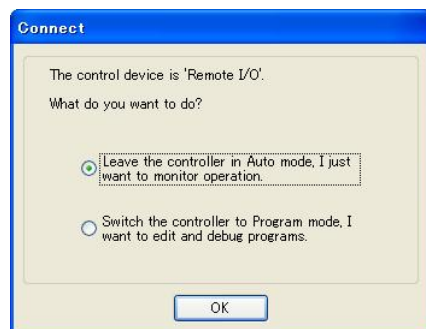 Connect
The control device is 'Remote I/O'.
What do you want to do?
Leave the controller in Auto mode, I just
want to monitor operation.
Switch the controller to Program mode, I
want to edit and debug programs.
OK